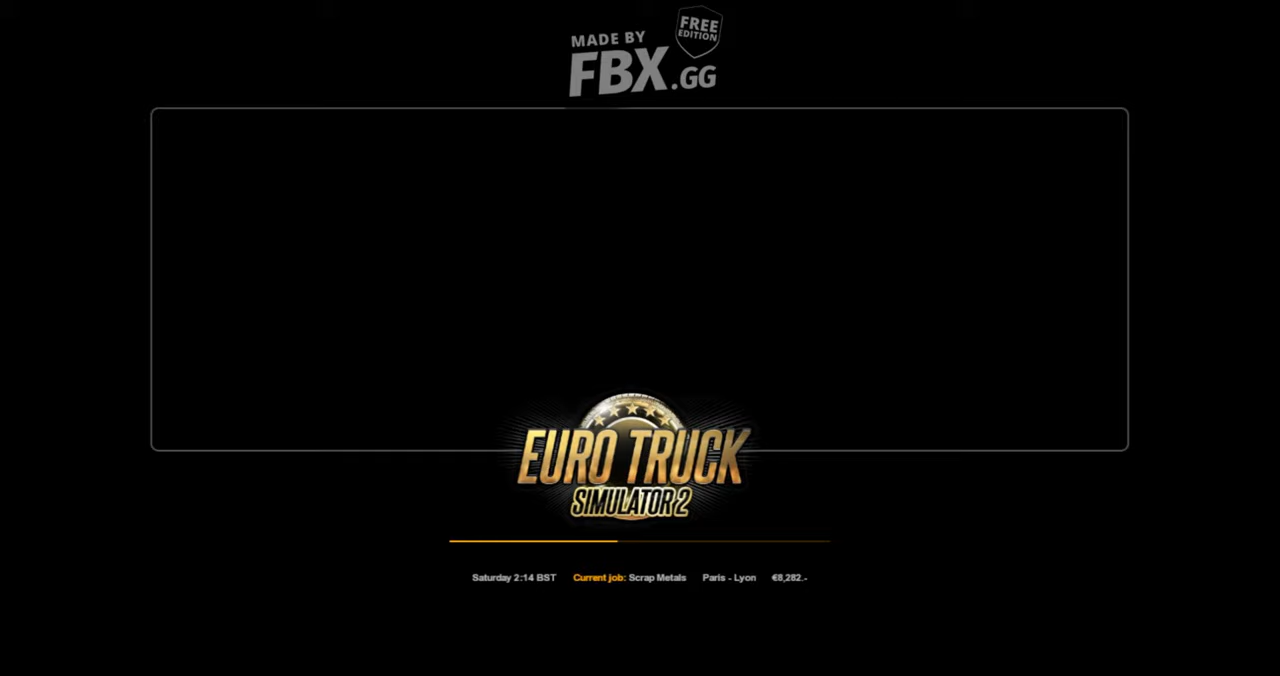 FREE
EDITION
MADE BY
FBX.GG
EURO TRUCK
SIMULATOR 2
Saturday 2:14 BST Current job: Scrap Metals Paris - Lyon €8,282.-